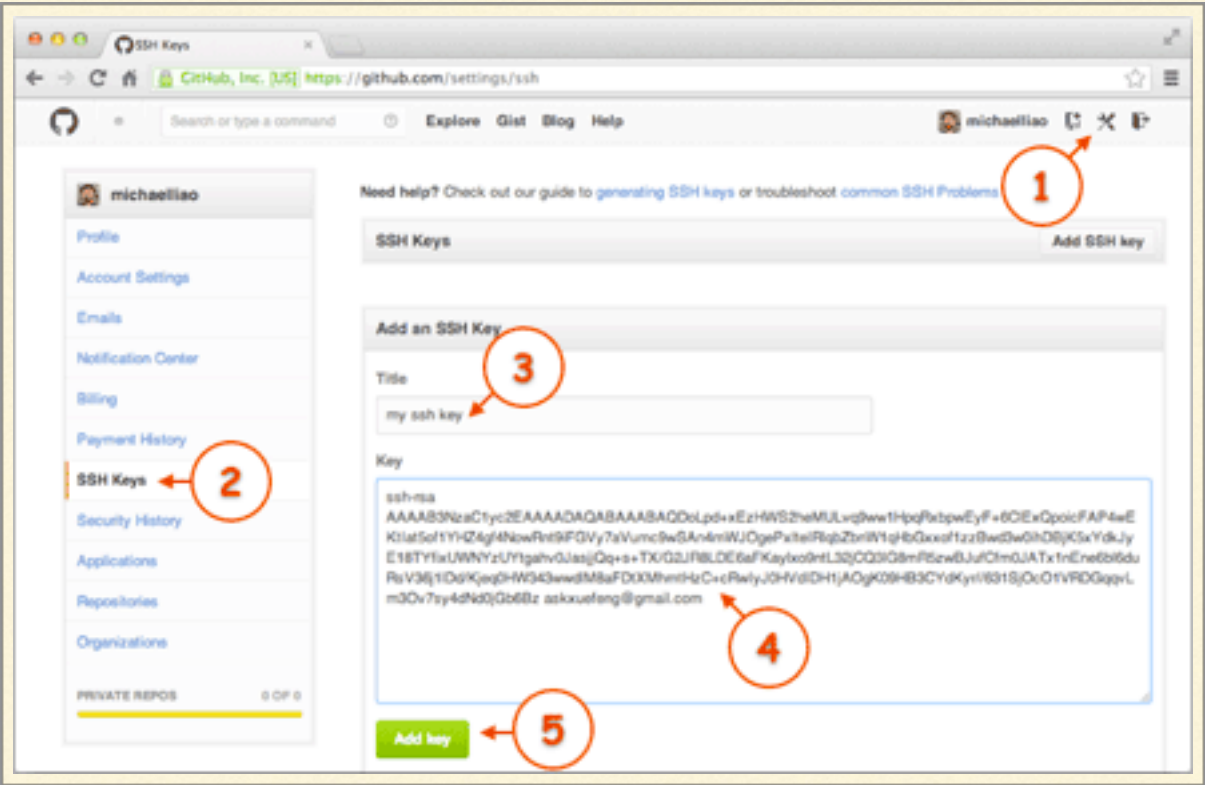 SSH Keys
GitHub, Inc. [US] https://github.com/settings/ssh
Search or type a command Explore Gist Blog Help michaelliao
1
michaelliao
Need help? Check out our guide to generating SSH keys or troubleshoot common SSH Problems
Profile
SSH Keys Add SSH key
Account Settings
Emails
Add an SSH Key
Notification Center
3
Title
Billing
my ssh key
Payment History
Key
SSH Keys 2
ssh-rsa
Security History
Applications
Repositories
askxuefeng@gmail.com
4
Organizations
PRIVATE REPOS 0 OF 0
Add key 5